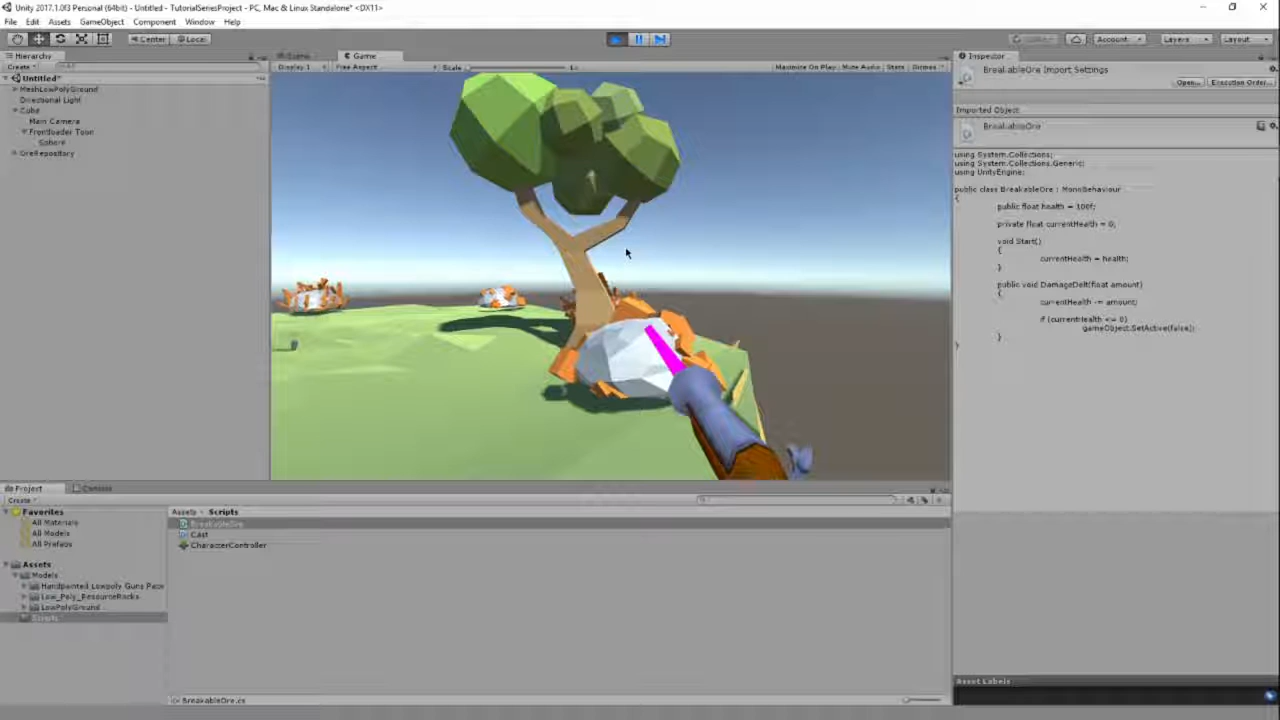 Unity 2017.1.0f3 Personal (64bit) - Untitled - TutorialSeriesProject - PC, Mac & Linux Standalone* <DX11>
File Edit Assets GameObject Component Window Help
Center Local
Account Layers Layout
Hierarchy Scene Game Inspector
Create All
Display 1 Free Aspect Scale 1x Maximize On Play Mute Audio Stats Gizmos
Untitled*
MeshLowPolyGround
Directional Light
Cube
Main Camera
Frontloader Toon
Sphere
OreRepository
BreakableOre Import Settings
Open... Execution Order...
Imported Object
BreakableOre
using System.Collections;
using System.Collections.Generic;
using UnityEngine;
public class BreakableOre : MonoBehaviour
{
public float health = 100f;
private float currentHealth = 0;
void Start()
{
currentHealth = health;
}
public void DamageDelt(float amount)
{
currentHealth -= amount;
if (currentHealth <= 0)
gameObject.SetActive(false);
}
}
Project Console
Create
Favorites
All Materials
All Models
All Prefabs
Assets
Models
Handpainted Lowpoly Guns Pack
Low_Poly_ResourceRocks
LowPolyGround
Scripts
Assets Scripts
BreakableOre
Cast
CharacterController
BreakableOre.cs
Asset Labels